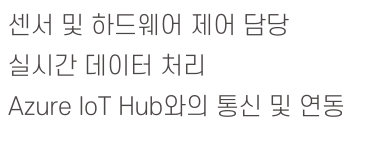 센서 및 하드웨어 제어 담당
실시간 데이터 처리
Azure IoT Hub와의 통신 및 연동